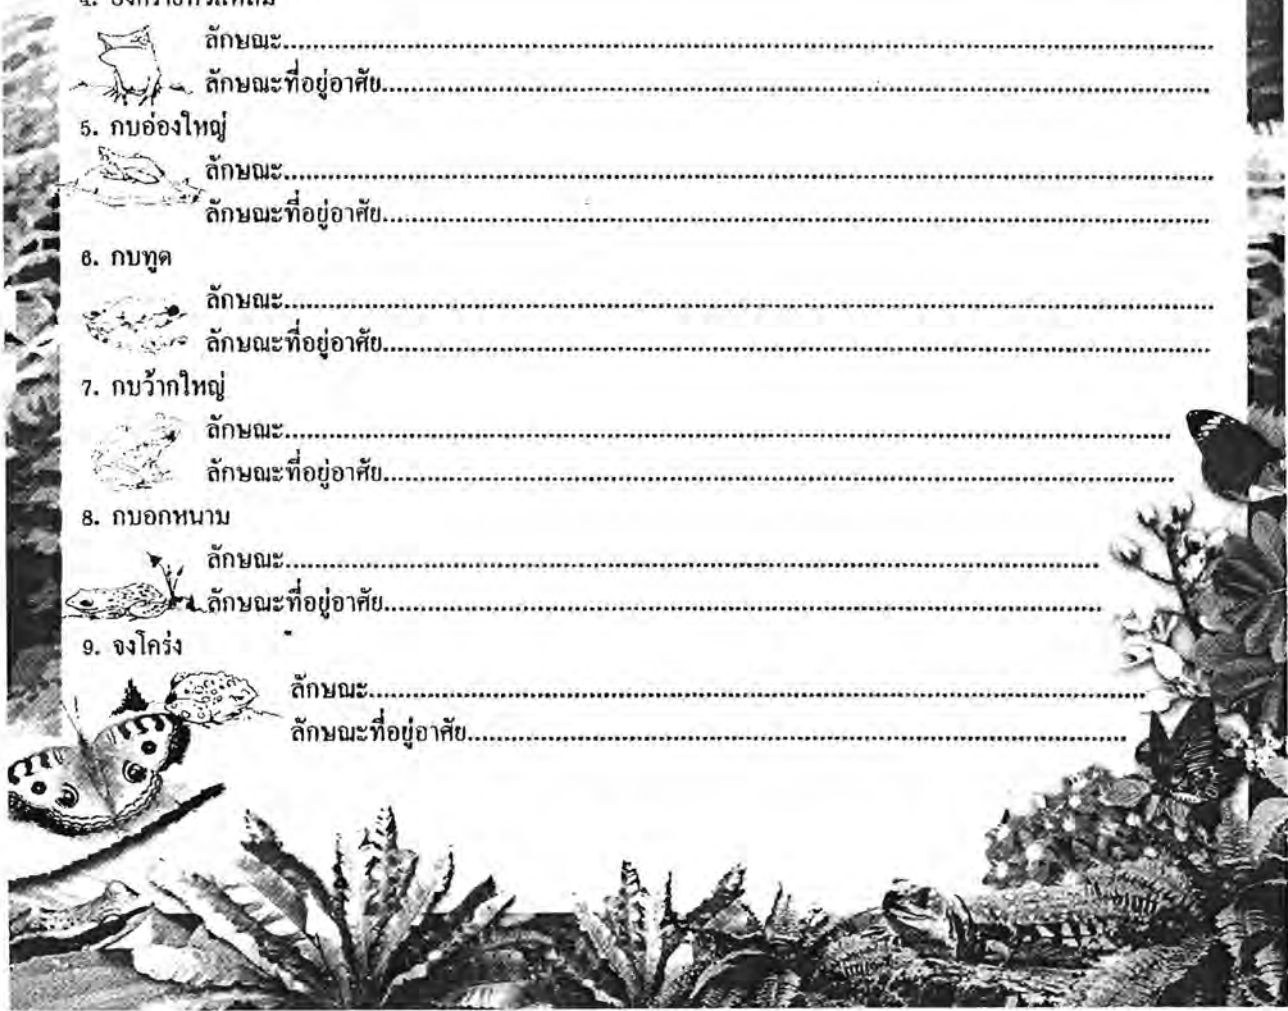 ลักษณะ........................................
ลักษณะที่อยู่อาศัย........................................
5. กบอ่องใหญ่
ลักษณะ........................................
ลักษณะที่อยู่อาศัย........................................
6. กบทูด
ลักษณะ........................................
ลักษณะที่อยู่อาศัย........................................
7. กบว้ากใหญ่
ลักษณะ........................................
ลักษณะที่อยู่อาศัย........................................
8. กบอกหนาม
ลักษณะ........................................
ลักษณะที่อยู่อาศัย........................................
9. จงโคร่ง
ลักษณะ........................................
ลักษณะที่อยู่อาศัย........................................